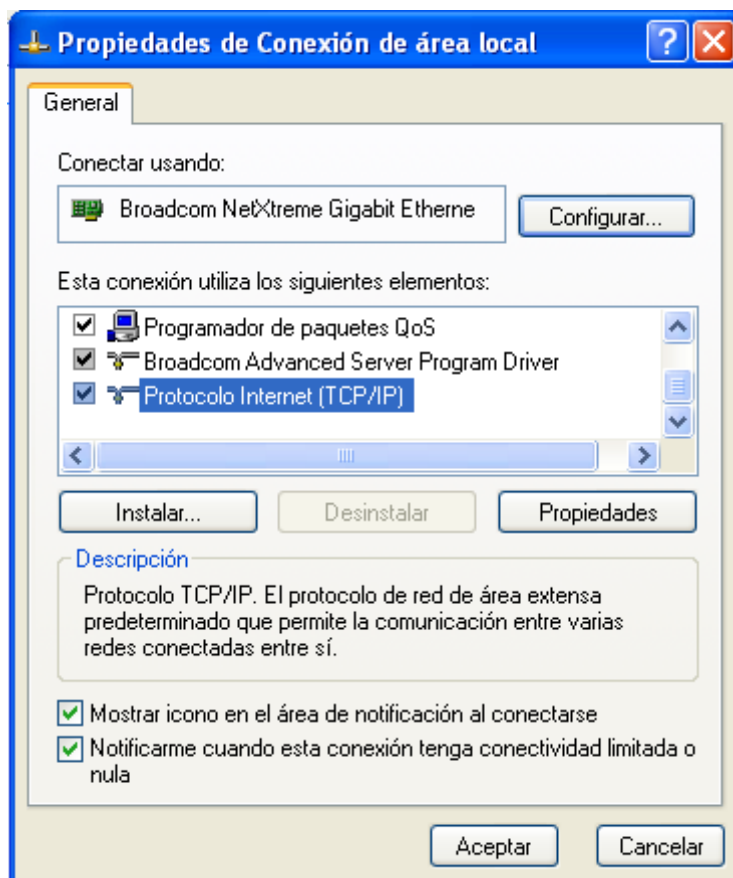 Propiedades de Conexión de área local
General
Conectar usando:
Broadcom NetXtreme Gigabit Etherne
Configurar...
Esta conexión utiliza los siguientes elementos:
Programador de paquetes QoS
Broadcom Advanced Server Program Driver
Protocolo Internet (TCP/IP)
Instalar...
Desinstalar
Propiedades
Descripción
Protocolo TCP/IP. El protocolo de red de área extensa
predeterminado que permite la comunicación entre varias
redes conectadas entre sí.
Mostrar icono en el área de notificación al conectarse
Notificarme cuando esta conexión tenga conectividad limitada o
nula
Aceptar
Cancelar